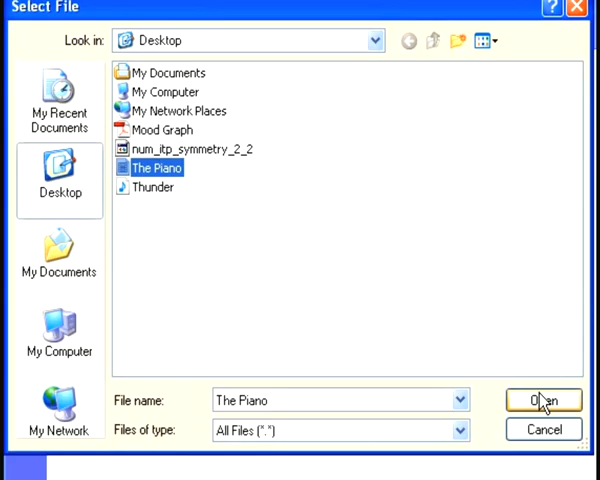 Select File
?
Look in:
Desktop
My Recent
Documents
Desktop
My Documents
My Computer
My Network
My Documents
My Computer
My Network Places
Mood Graph
num_itp_symmetry_2_2
The Piano
Thunder
File name:
The Piano
Open
Files of type:
All Files (*.*)
Cancel